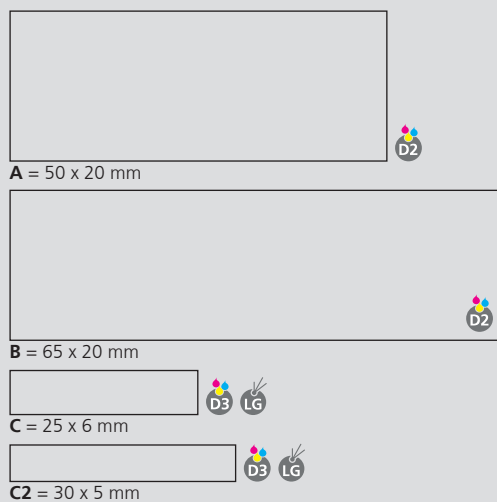 D2
A = 50 x 20 mm
D2
B = 65 x 20 mm
D3 LG
C = 25 x 6 mm
D3 LG
C2 = 30 x 5 mm